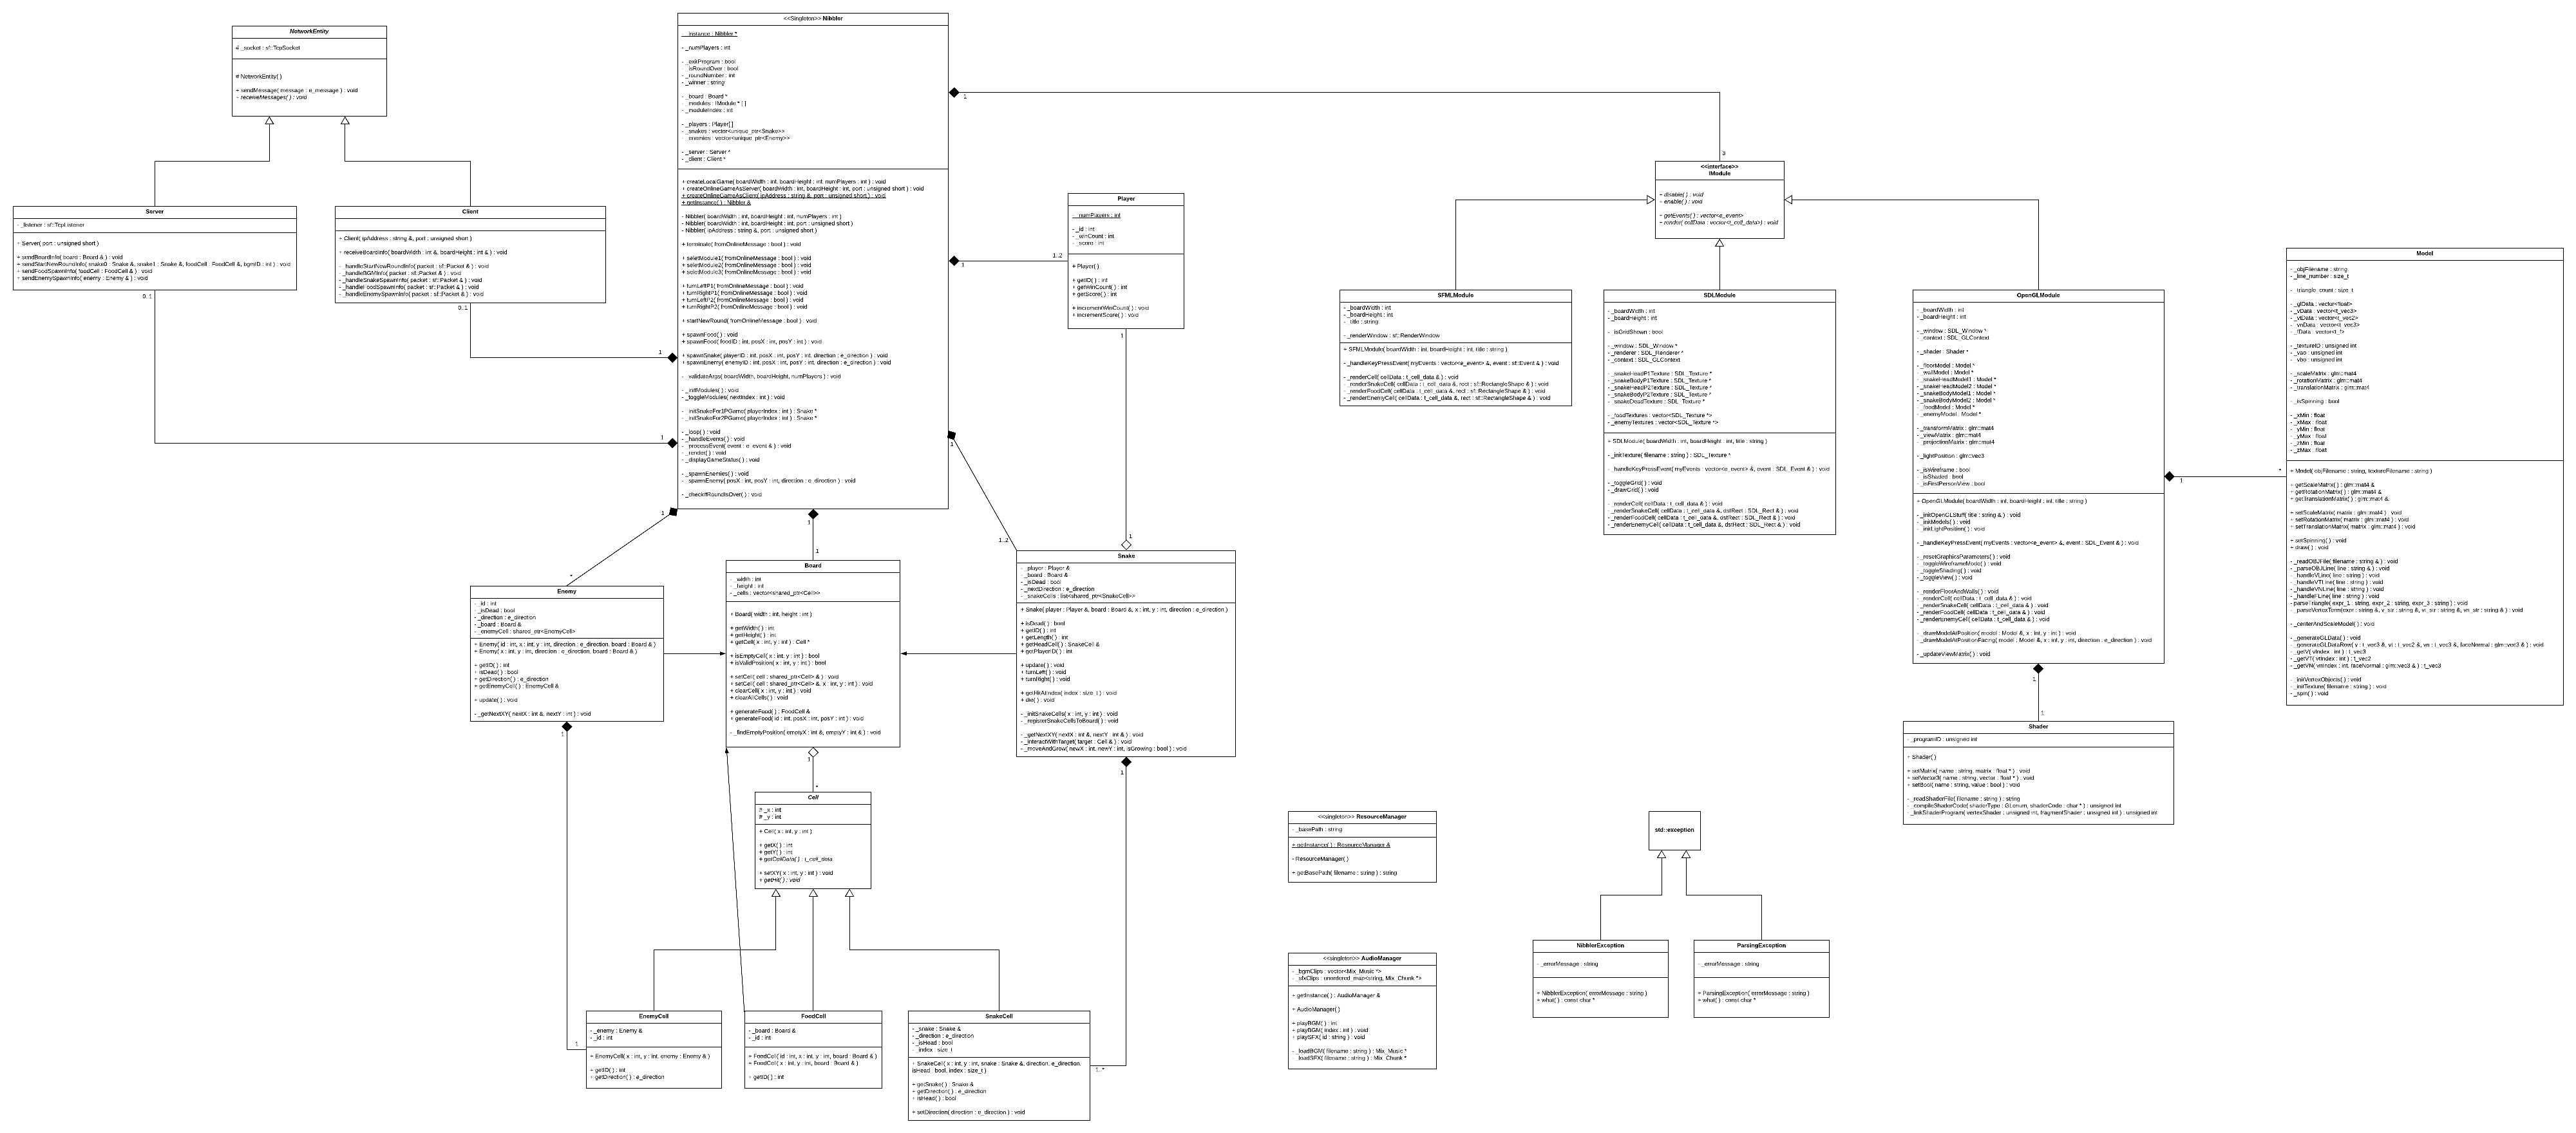 NetworkEntity
# _socket : sf::TcpSocket
# NetworkEntity( )
+ sendMessage( message : e_message ) : void
+ receiveMessages( ) : void
<<Singleton>> Nibbler
- _instance : Nibbler *
- _numPlayers : int
- _exitProgram : bool
- _isRoundOver : bool
- _roundNumber : int
- _winner : string
- _board : Board *
- _modules : IModule * [ ]
- _moduleIndex : int
- _players : Player[ ]
- _snakes : vector<unique_ptr<Snake>>
- _enemies : vector<unique_ptr<Enemy>>
- _server : Server *
- _client : Client *
+ createLocalGame( boardWidth : int, boardHeight : int, numPlayers : int ) : void
+ createOnlineGameAsServer( boardWidth : int, boardHeight : int, port : unsigned short ) : void
+ createOnlineGameAsClient( ipAddress : string &, port : unsigned short ) : void
+ getInstance( ) : Nibbler &
- Nibbler( boardWidth : int, boardHeight : int, numPlayers : int )
- Nibbler( boardWidth : int, boardHeight : int, port : unsigned short )
- Nibbler( ipAddress : string &, port : unsigned short )
+ terminate( fromOnlineMessage : bool ) : void
+ selectModule1( fromOnlineMessage : bool ) : void
+ selectModule2( fromOnlineMessage : bool ) : void
+ selectModule3( fromOnlineMessage : bool ) : void
+ turnLeftP1( fromOnlineMessage : bool ) : void
+ turnRightP1( fromOnlineMessage : bool ) : void
+ turnLeftP2( fromOnlineMessage : bool ) : void
+ turnRightP2( fromOnlineMessage : bool ) : void
+ startNewRound( fromOnlineMessage : bool ) : void
+ spawnFood( ) : void
+ spawnFood( foodID : int, posX : int, posY : int ) : void
+ spawnSnake( playerID : int, posX : int, posY : int, direction : e_direction ) : void
+ spawnEnemy( enemyID : int, posX : int, posY : int, direction : e_direction ) : void
- _validateArgs( boardWidth, boardHeight, numPlayers ) : void
- _initModules( ) : void
- _toggleModules( nextIndex : int ) : void
- _initSnakeFor1PGame( playerIndex : int ) : Snake *
- _initSnakeFor2PGame( playerIndex : int ) : Snake *
- _loop( ) : void
- _handleEvents( ) : void
- _processEvent( event : e_event & ) : void
- _render( ) : void
- _displayGameStatus( ) : void
- _spawnEnemies( ) : void
- _spawnEnemy( posX : int, posY : int, direction : e_direction ) : void
- _checkIfRoundIsOver( ) : void
Server
- _listener : sf::TcpListener
+ Server( port : unsigned short )
+ sendBoardInfo( board : Board & ) : void
+ sendStartNewRoundInfo( snake0 : Snake &, snake1 : Snake &, foodCell : FoodCell &, bgmID : int ) : void
+ sendFoodSpawnInfo( foodCell : FoodCell & ) : void
+ sendEnemySpawnInfo( enemy : Enemy & ) : void
0..1
Client
+ Client( ipAddress : string &, port : unsigned short )
+ receiveBoardInfo( boardWidth : int &, boardHeight : int & ) : void
- _handleStartNewRoundInfo( packet : sf::Packet & ) : void
- _handleBGMInfo( packet : sf::Packet & ) : void
- _handleSnakeSpawnInfo( packet : sf::Packet & ) : void
- _handleFoodSpawnInfo( packet : sf::Packet & ) : void
- _handleEnemySpawnInfo( packet : sf::Packet & ) : void
0..1
1
1
1
3
1
1..2
1
1..2
1
*
1
1
Player
- _numPlayers : int
- _id : int
- _winCount : int
- _score : int
+ Player( )
+ getID( ) : int
+ getWinCount( ) : int
+ getScore( ) : int
+ incrementWinCount( ) : void
+ incrementScore( ) : void
1
1
<<interface>>
IModule
+ disable( ) : void
+ enable( ) : void
+ getEvents( ) : vector<e_event>
+ render( cellData : vector<t_cell_data>) : void
SFMLModule
- _boardWidth : int
- _boardHeight : int
- _title : string
- _renderWindow : sf::RenderWindow
+ SFMLModule( boardWidth : int, boardHeight : int, title : string )
- _handleKeyPressEvent( myEvents : vector<e_event> &, event : sf::Event & ) : void
- _renderCell( cellData : t_cell_data & ) : void
- _renderSnakeCell( cellData : t_cell_data &, rect : sf::RectangleShape & ) : void
- _renderFoodCell( cellData : t_cell_data &, rect : sf::RectangleShape & ) : void
- _renderEnemyCell( cellData : t_cell_data &, rect : sf::RectangleShape & ) : void
SDLModule
- _boardWidth : int
- _boardHeight : int
- _isGridShown : bool
- _window : SDL_Window *
- _renderer : SDL_Renderer *
- _context : SDL_GLContext
- _snakeHeadP1Texture : SDL_Texture *
- _snakeBodyP1Texture : SDL_Texture *
- _snakeHeadP2Texture : SDL_Texture *
- _snakeBodyP2Texture : SDL_Texture *
- _snakeDeadTexture : SDL_Texture *
- _foodTextures : vector<SDL_Texture *>
- _enemyTextures : vector<SDL_Texture *>
+ SDLModule( boardWidth : int, boardHeight : int, title : string )
- _initTexture( filename : string ) : SDL_Texture *
- _handleKeyPressEvent( myEvents : vector<e_event> &, event : SDL_Event & ) : void
- _toggleGrid( ) : void
- _drawGrid( ) : void
- _renderCell( cellData : t_cell_data & ) : void
- _renderSnakeCell( cellData : t_cell_data &, dstRect : SDL_Rect & ) : void
- _renderFoodCell( cellData : t_cell_data &, dstRect : SDL_Rect & ) : void
- _renderEnemyCell( cellData : t_cell_data &, dstRect : SDL_Rect & ) : void
OpenGLModule
- _boardWidth : int
- _boardHeight : int
- _window : SDL_Window *
- _context : SDL_GLContext
- _shader : Shader *
- _floorModel : Model *
- _wallModel : Model *
- _snakeHeadModel1 : Model *
- _snakeHeadModel2 : Model *
- _snakeBodyModel1 : Model *
- _snakeBodyModel2 : Model *
- _foodModel : Model *
- _enemyModel : Model *
- _transformMatrix : glm::mat4
- _viewMatrix : glm::mat4
- _projectionMatrix : glm::mat4
- _lightPosition : glm::vec3
- _isWireframe : bool
- _isShaded : bool
- _isFirstPersonView : bool
+ OpenGLModule( boardWidth : int, boardHeight : int, title : string )
- _initOpenGLStuff( title : string & ) : void
- _initModels( ) : void
- _initLightPosition( ) : void
- _handleKeyPressEvent( myEvents : vector<e_event> &, event : SDL_Event & ) : void
- _resetGraphicsParameters( ) : void
- _toggleWireframeMode( ) : void
- _toggleShading( ) : void
- _toggleView( ) : void
- _renderFloorAndWalls( ) : void
- _renderCell( cellData : t_cell_data & ) : void
- _renderSnakeCell( cellData : t_cell_data & ) : void
- _renderFoodCell( cellData : t_cell_data & ) : void
- _renderEnemyCell( cellData : t_cell_data & ) : void
- _drawModelAtPosition( model : Model &, x : int, y : int ) : void
- _drawModelAtPositionFacing( model : Model &, x : int, y : int, direction : e_direction ) : void
- _updateViewMatrix( ) : void
1
*
1
1
Model
- _objFilename : string
- _line_number : size_t
- _triangle_count : size_t
- _glData : vector<float>
- _vData : vector<t_vec3>
- _vtData : vector<t_vec2>
- _vnData : vector<t_vec3>
- _fData : vector<t_f>
- _textureID : unsigned int
- _vao : unsigned int
- _vbo : unsigned int
- _scaleMatrix : glm::mat4
- _rotationMatrix : glm::mat4
- _translationMatrix : glm::mat4
- _isSpinning : bool
- _xMin : float
- _xMax : float
- _yMin : float
- _yMax : float
- _zMin : float
- _zMax : float
+ Model( objFilename : string, textureFilename : string )
+ getScaleMatrix( ) : glm::mat4 &
+ getRotationMatrix( ) : glm::mat4 &
+ getTranslationMatrix( ) : glm::mat4 &
+ setScaleMatrix( matrix : glm::mat4 ) : void
+ setRotationMatrix( matrix : glm::mat4 ) : void
+ setTranslationMatrix( matrix : glm::mat4 ) : void
+ setSpinning( ) : void
+ draw( ) : void
- _readOBJFile( filename : string & ) : void
- _parseOBJLine( line : string & ) : void
- _handleVLine( line : string ) : void
- _handleVTLine( line : string ) : void
- _handleVNLine( line : string ) : void
- _handleFLine( line : string ) : void
- parseTriangle( expr_1 : string, expr_2 : string, expr_3 : string ) : void
- _parseVertexTerm(expr : string &, v_str : string &, vt_str : string &, vn_str : string & ) : void
- _centerAndScaleModel( ) : void
- _generateGLData( ) : void
- _generateGLDataRow( v : t_vec3 &, vt : t_vec2 &, vn : t_vec3 &, faceNormal : glm::vec3 & ) : void
- _getV( vIndex : int ) : t_vec3
- _getVT( vtIndex : int ) : t_vec2
- _getVN( vnIndex : int, faceNormal : glm::vec3 & ) : t_vec3
- _initVertexObjects( ) : void
- _initTexture( filename : string ) : void
- _spin( ) : void
Shader
- _programID : unsigned int
+ Shader( )
+ setMatrix( name : string, matrix : float * ) : void
+ setVector3( name : string, vector : float * ) : void
+ setBool( name : string, value : bool ) : void
- _readShaderFile( filename : string ) : string
- _compileShaderCode( shaderType : GLenum, shaderCode : char * ) : unsigned int
- _linkShaderProgram( vertexShader : unsigned int, fragmentShader : unsigned int ) : unsigned int
Enemy
- _id : int
- _isDead : bool
- _direction : e_direction
- _board : Board &
- _enemyCell : shared_ptr<EnemyCell>
+ Enemy( id : int, x : int, y : int, direction : e_direction, board : Board & )
+ Enemy( x : int, y : int, direction : e_direction, board : Board & )
+ getID( ) : int
+ isDead( ) : bool
+ getDirection( ) : e_direction
+ getEnemyCell( ) : EnemyCell &
+ update( ) : void
- _getNextXY( nextX : int &, nextY : int ) : void
1
1
Board
- _width : int
- _height : int
- _cells : vector<shared_ptr<Cell>>
+ Board( width : int, height : int )
+ getWidth( ) : int
+ getHeight( ) : int
+ getCell( x : int, y : int ) : Cell *
+ isEmptyCell( x : int, y : int ) : bool
+ isValidPosition( x : int, y : int ) : bool
+ setCell( cell : shared_ptr<Cell> & ) : void
+ setCell( cell : shared_ptr<Cell> &, x : int, y : int ) : void
+ clearCell( x : int, y : int ) : void
+ clearAllCells( ) : void
+ generateFood( ) : FoodCell &
+ generateFood( id : int, posX : int, posY : int ) : void
- _findEmptyPosition( emptyX : int &, emptyY : int & ) : void
1
*
Snake
- _player : Player &
- _board : Board &
- _isDead : bool
- _nextDirection : e_direction
- _snakeCells : list<shared_ptr<SnakeCell>>
+ Snake( player : Player &, board : Board &, x : int, y : int, direction : e_direction )
+ isDead( ) : bool
+ getID( ) : int
+ getLength( ) : int
+ getHeadCell( ) : SnakeCell &
+ getPlayerID( ) : int
+ update( ) : void
+ turnLeft( ) : void
+ turnRight( ) : void
+ getHitAtIndex( index : size_t ) : void
+ die( ) : void
- _initSnakeCells( x : int, y : int ) : void
- _registerSnakeCellsToBoard( ) : void
- _getNextXY( nextX : int &, nextY : int & ) : void
- _interactWithTarget( target : Cell & ) : void
- _moveAndGrow( newX : int, newY : int, isGrowing : bool ) : void
1
1..*
Cell
# _x : int
# _y : int
+ Cell( x : int, y : int )
+ getX( ) : int
+ getY( ) : int
+ getCellData( ) : t_cell_data
+ setXY( x : int, y : int ) : void
+ getHit( ) : void
EnemyCell
- _enemy : Enemy &
- _id : int
+ EnemyCell( x : int, y : int, enemy : Enemy & )
+ getID( ) : int
+ getDirection( ) : e_direction
FoodCell
- _board : Board &
- _id : int
+ FoodCell( id : int, x : int, y : int, board : Board & )
+ FoodCell( x : int, y : int, board : Board & )
+ getID( ) : int
SnakeCell
- _snake : Snake &
- _direction : e_direction
- _isHead : bool
- _index : size_t
+ SnakeCell( x : int, y : int, snake : Snake &, direction, e_direction,
isHead : bool, index : size_t )
+ getSnake( ) : Snake &
+ getDirection( ) : e_direction
+ isHead( ) : bool
+ setDirection( direction : e_direction ) : void
<<singleton>> ResourceManager
- _basePath : string
+ getInstance( ) : ResourceManager &
- ResourceManager( )
+ getBasePath( filename : string ) : string
<<singleton>> AudioManager
- _bgmClips : vector<Mix_Music *>
- _sfxClips : unordered_map<string, Mix_Chunk *>
+ getInstance( ) : AudioManager &
+ AudioManager( )
+ playBGM( ) : int
+ playBGM( index : int ) : void
+ playSFX( id : string ) : void
- _loadBGM( filename : string ) : Mix_Music *
- _loadSFX( filename : string ) : Mix_Chunk *
std::exception
NibblerException
- _errorMessage : string
+ NibblerException( errorMessage : string )
+ what( ) : const char *
ParsingException
- _errorMessage : string
+ ParsingException( errorMessage : string )
+ what( ) : const char *